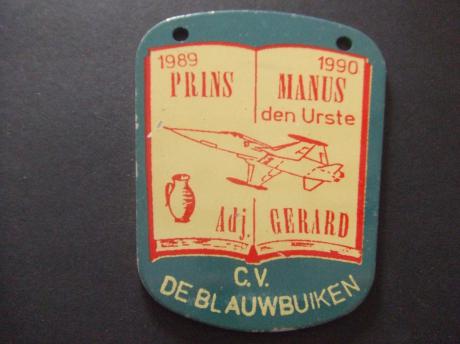 1989 1990
PRINS MANUS
den Urste
Adj. GERARD
C.V.
DE BLAUWBUIKEN